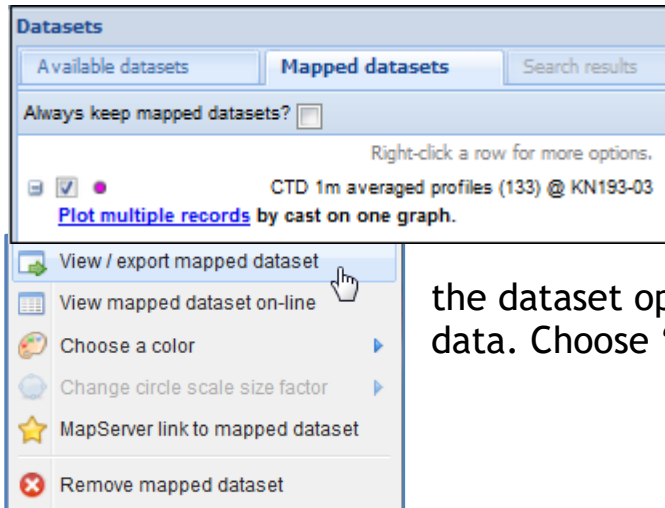 Datasets
Available datasets Mapped datasets Search results
Always keep mapped datasets?
Right-click a row for more options.
CTD 1m averaged profiles (133) @ KN193-03
Plot multiple records by cast on one graph.
View / export mapped dataset
View mapped dataset on-line
Choose a color
Change circle scale size factor
MapServer link to mapped dataset
Remove mapped dataset
the dataset op
data. Choose "